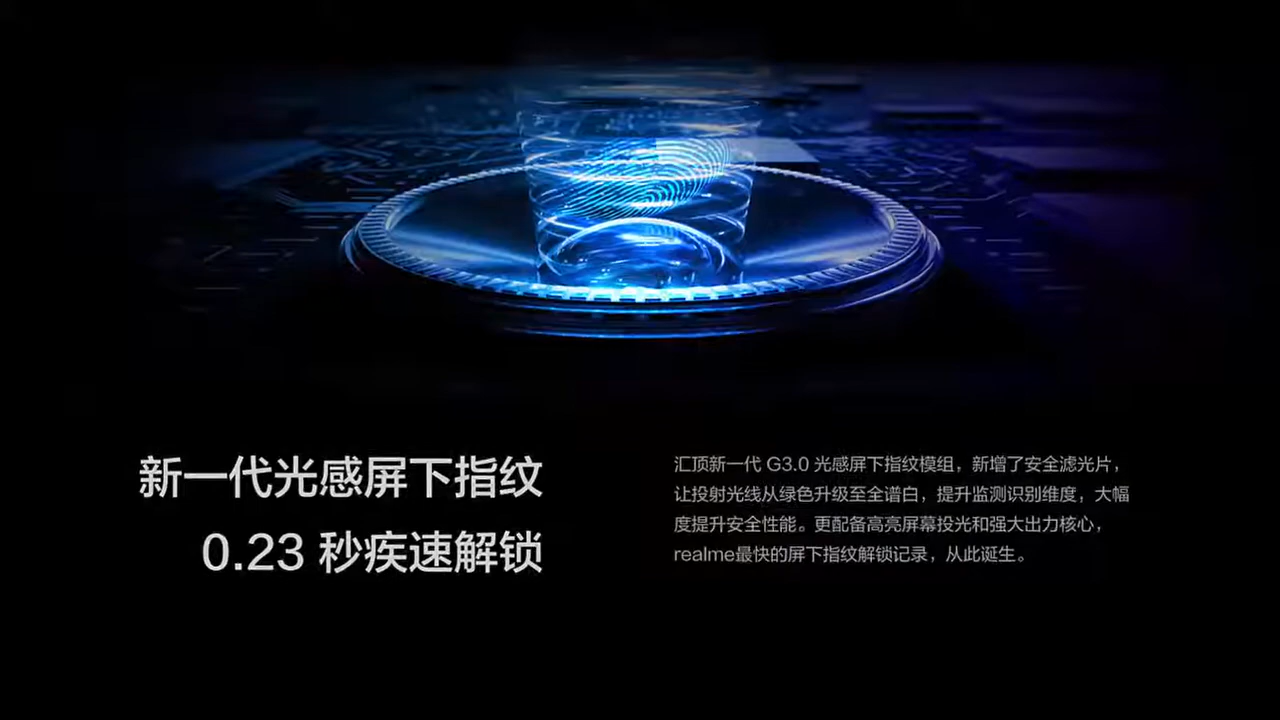 新一代光感屏下指纹
0.23 秒疾速解锁
汇顶新一代 G3.0 光感屏下指纹模组，新增了安全滤光片，
让投射光线从绿色升级至全谱白，提升监测识别维度，大幅
度提升安全性能。更配备高亮屏幕投光和强大出力核心，
realme最快的屏下指纹解锁记录，从此诞生。